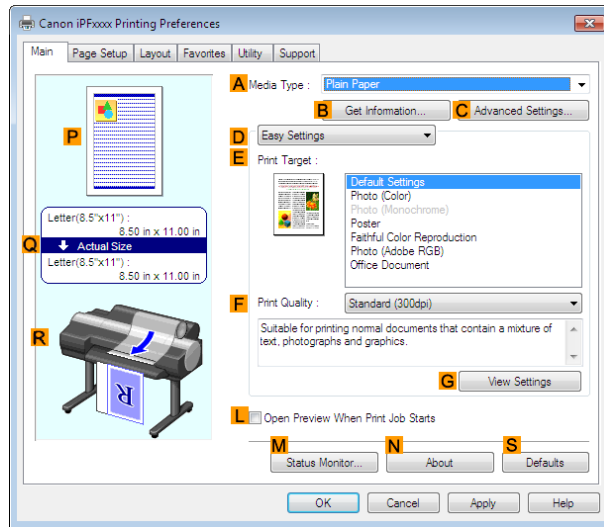 Canon iPFxxxx Printing Preferences
Main Page Setup Layout Favorites Utility Support
A Media Type : Plain Paper
B Get Information... C Advanced Settings...
D Easy Settings
E Print Target :
Default Settings
Photo (Color)
Photo (Monochrome)
Poster
Faithful Color Reproduction
Photo (Adobe RGB)
Office Document
P
Letter(8.5"x11") :
8.50 in x 11.00 in
Q Actual Size
Letter(8.5"x11") :
8.50 in x 11.00 in
R
R
F Print Quality : Standard (300dpi)
Suitable for printing normal documents that contain a mixture of
text, photographs and graphics.
G View Settings
L Open Preview When Print Job Starts
M Status Monitor... N About S Defaults
OK Cancel Apply Help